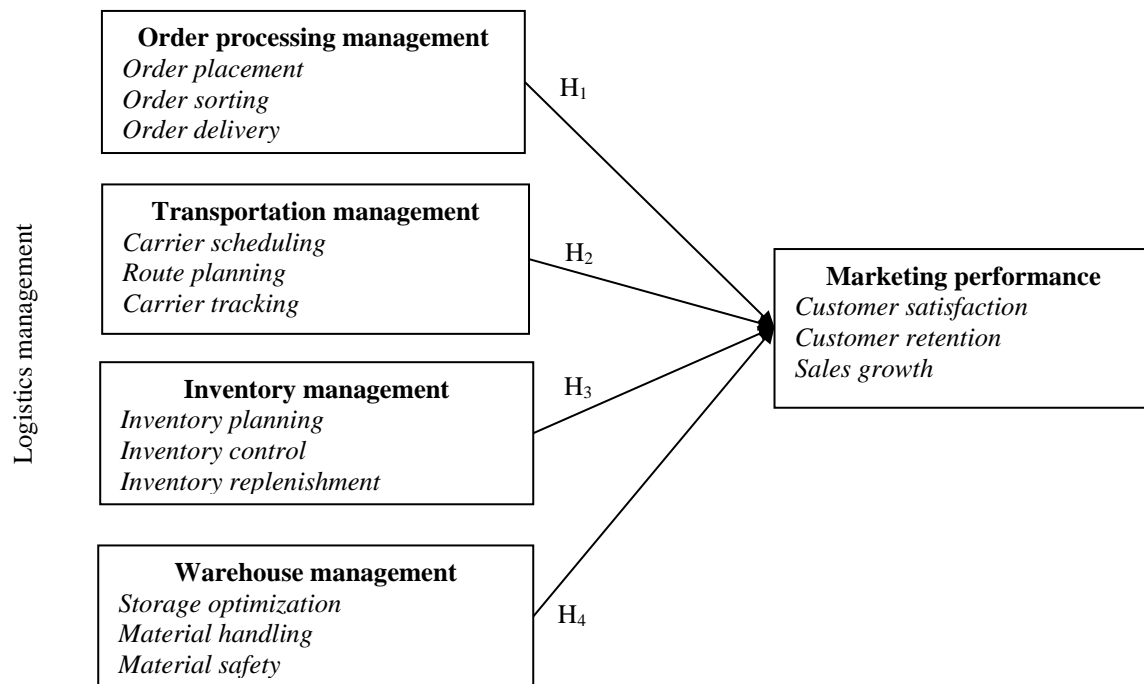 Logistics management
Order processing management
Order placement
Order sorting
Order delivery
H₁
Transportation management
Carrier scheduling
Route planning
Carrier tracking
H₂
Inventory management
Inventory planning
Inventory control
Inventory replenishment
H₃
Warehouse management
Storage optimization
Material handling
Material safety
H₄
Marketing performance
Customer satisfaction
Customer retention
Sales growth